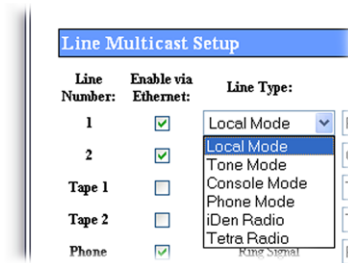 Line Multicast Setup
Line Number:
Enable via Ethernet:
Line Type:
1
Local Mode
Local Mode
2
Tone Mode
Console Mode
Tape 1
Phone Mode
Tape 2
iDen Radio
Tetra Radio
Phone
Ring Signal